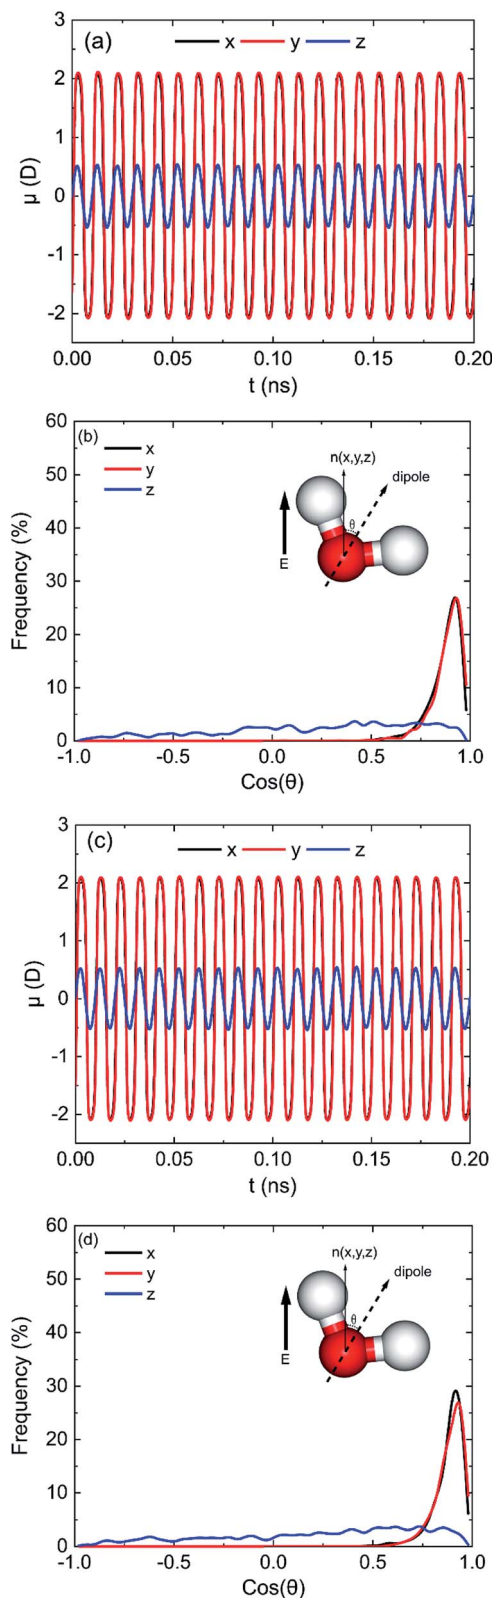 (a)
x y z
3
2
1
0
-1
-2
μ (D)
0.00 0.05 0.10 0.15 0.20
t (ns)
(b)
x
y
z
60
50
40
30
20
10
0
Frequency (%)
n(x,y,z)
dipole
θ
E
-1.0 -0.5 0.0 0.5 1.0
Cos(θ)
(c)
x y z
3
2
1
0
-1
-2
μ (D)
0.00 0.05 0.10 0.15 0.20
t (ns)
(d)
x
y
z
60
50
40
30
20
10
0
Frequency (%)
n(x,y,z)
dipole
θ
E
-1.0 -0.5 0.0 0.5 1.0
Cos(θ)